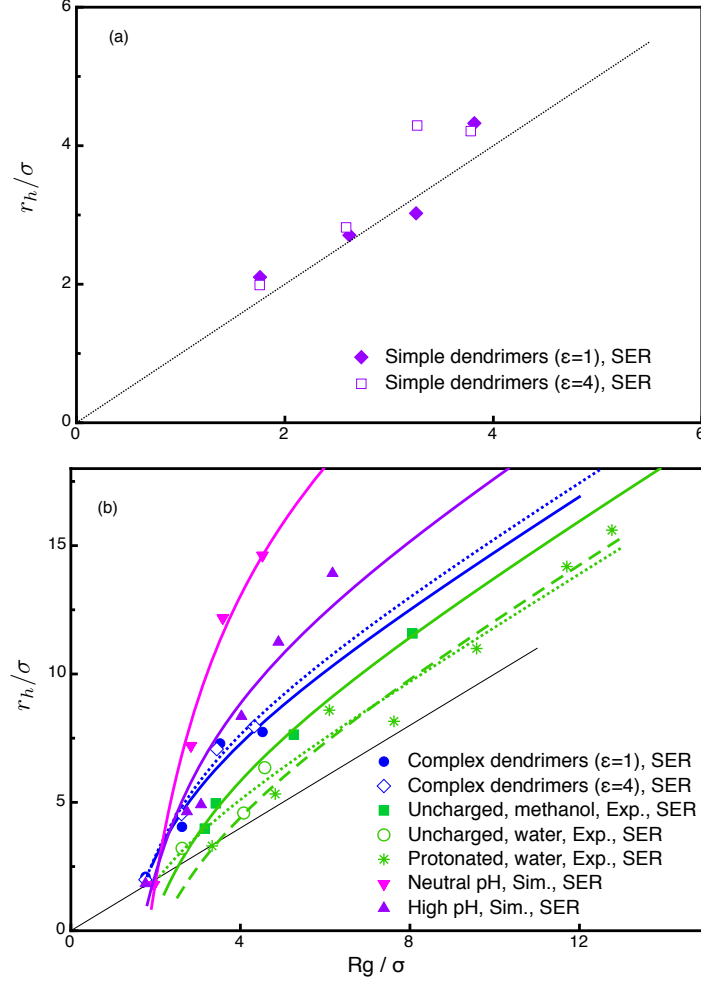 6
(a)
4
r_h/σ
2
Simple dendrimers (ε=1), SER
Simple dendrimers (ε=4), SER
0
0 2 4 6
(b)
15
10
r_h/σ
Complex dendrimers (ε=1), SER
Complex dendrimers (ε=4), SER
5
Uncharged, methanol, Exp., SER
Uncharged, water, Exp., SER
Protonated, water, Exp., SER
Neutral pH, Sim., SER
High pH, Sim., SER
0
0 4 8 12
Rg / σ